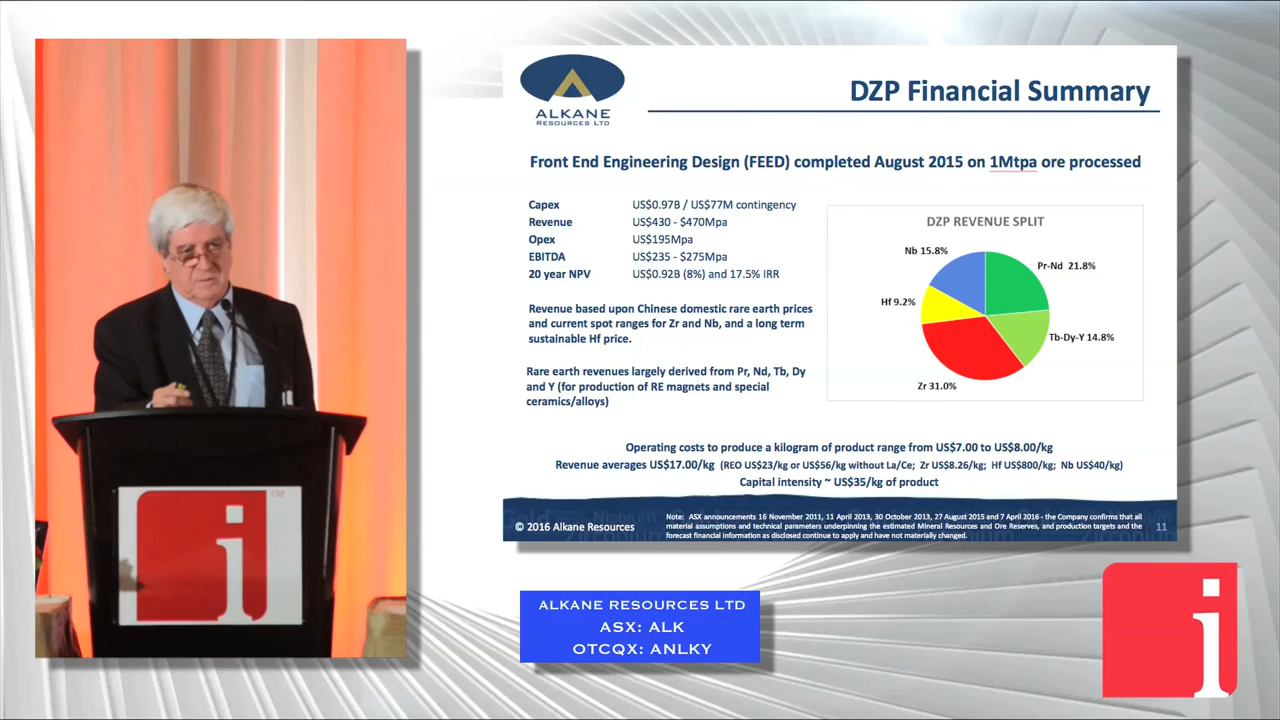 ALKANE
RESOURCES LTD
DZP Financial Summary
Front End Engineering Design (FEED) completed August 2015 on 1Mtpa ore processed
Capex US$0.97B / US$77M contingency
Revenue US$430 - $470Mpa
Opex US$195Mpa
EBITDA US$235 - $275Mpa
20 year NPV US$0.92B (8%) and 17.5% IRR
Revenue based upon Chinese domestic rare earth prices
and current spot ranges for Zr and Nb, and a long term
sustainable Hf price.
Rare earth revenues largely derived from Pr, Nd, Tb, Dy
and Y (for production of RE magnets and special
ceramics/alloys)
DZP REVENUE SPLIT
Nb 15.8%
Pr-Nd 21.8%
Hf 9.2%
Tb-Dy-Y 14.8%
Zr 31.0%
Operating costs to produce a kilogram of product range from US$7.00 to US$8.00/kg
Revenue averages US$17.00/kg (REO US$23/kg or US$56/kg without La/Ce; Zr US$8.26/kg; Hf US$800/kg; Nb US$40/kg)
Capital intensity ~ US$35/kg of product
© 2016 Alkane Resources
Note: ASX announcements 16 November 2011, 11 April 2013, 30 October 2013, 27 August 2015 and 7 April 2016 - the Company confirms that all
material assumptions and technical parameters underpinning the estimated Mineral Resources and Ore Reserves, and production targets and the
forecast financial information as disclosed continue to apply and have not materially changed.
11
i
TM
ALKANE RESOURCES LTD
ASX: ALK
OTCQX: ANLKY
i